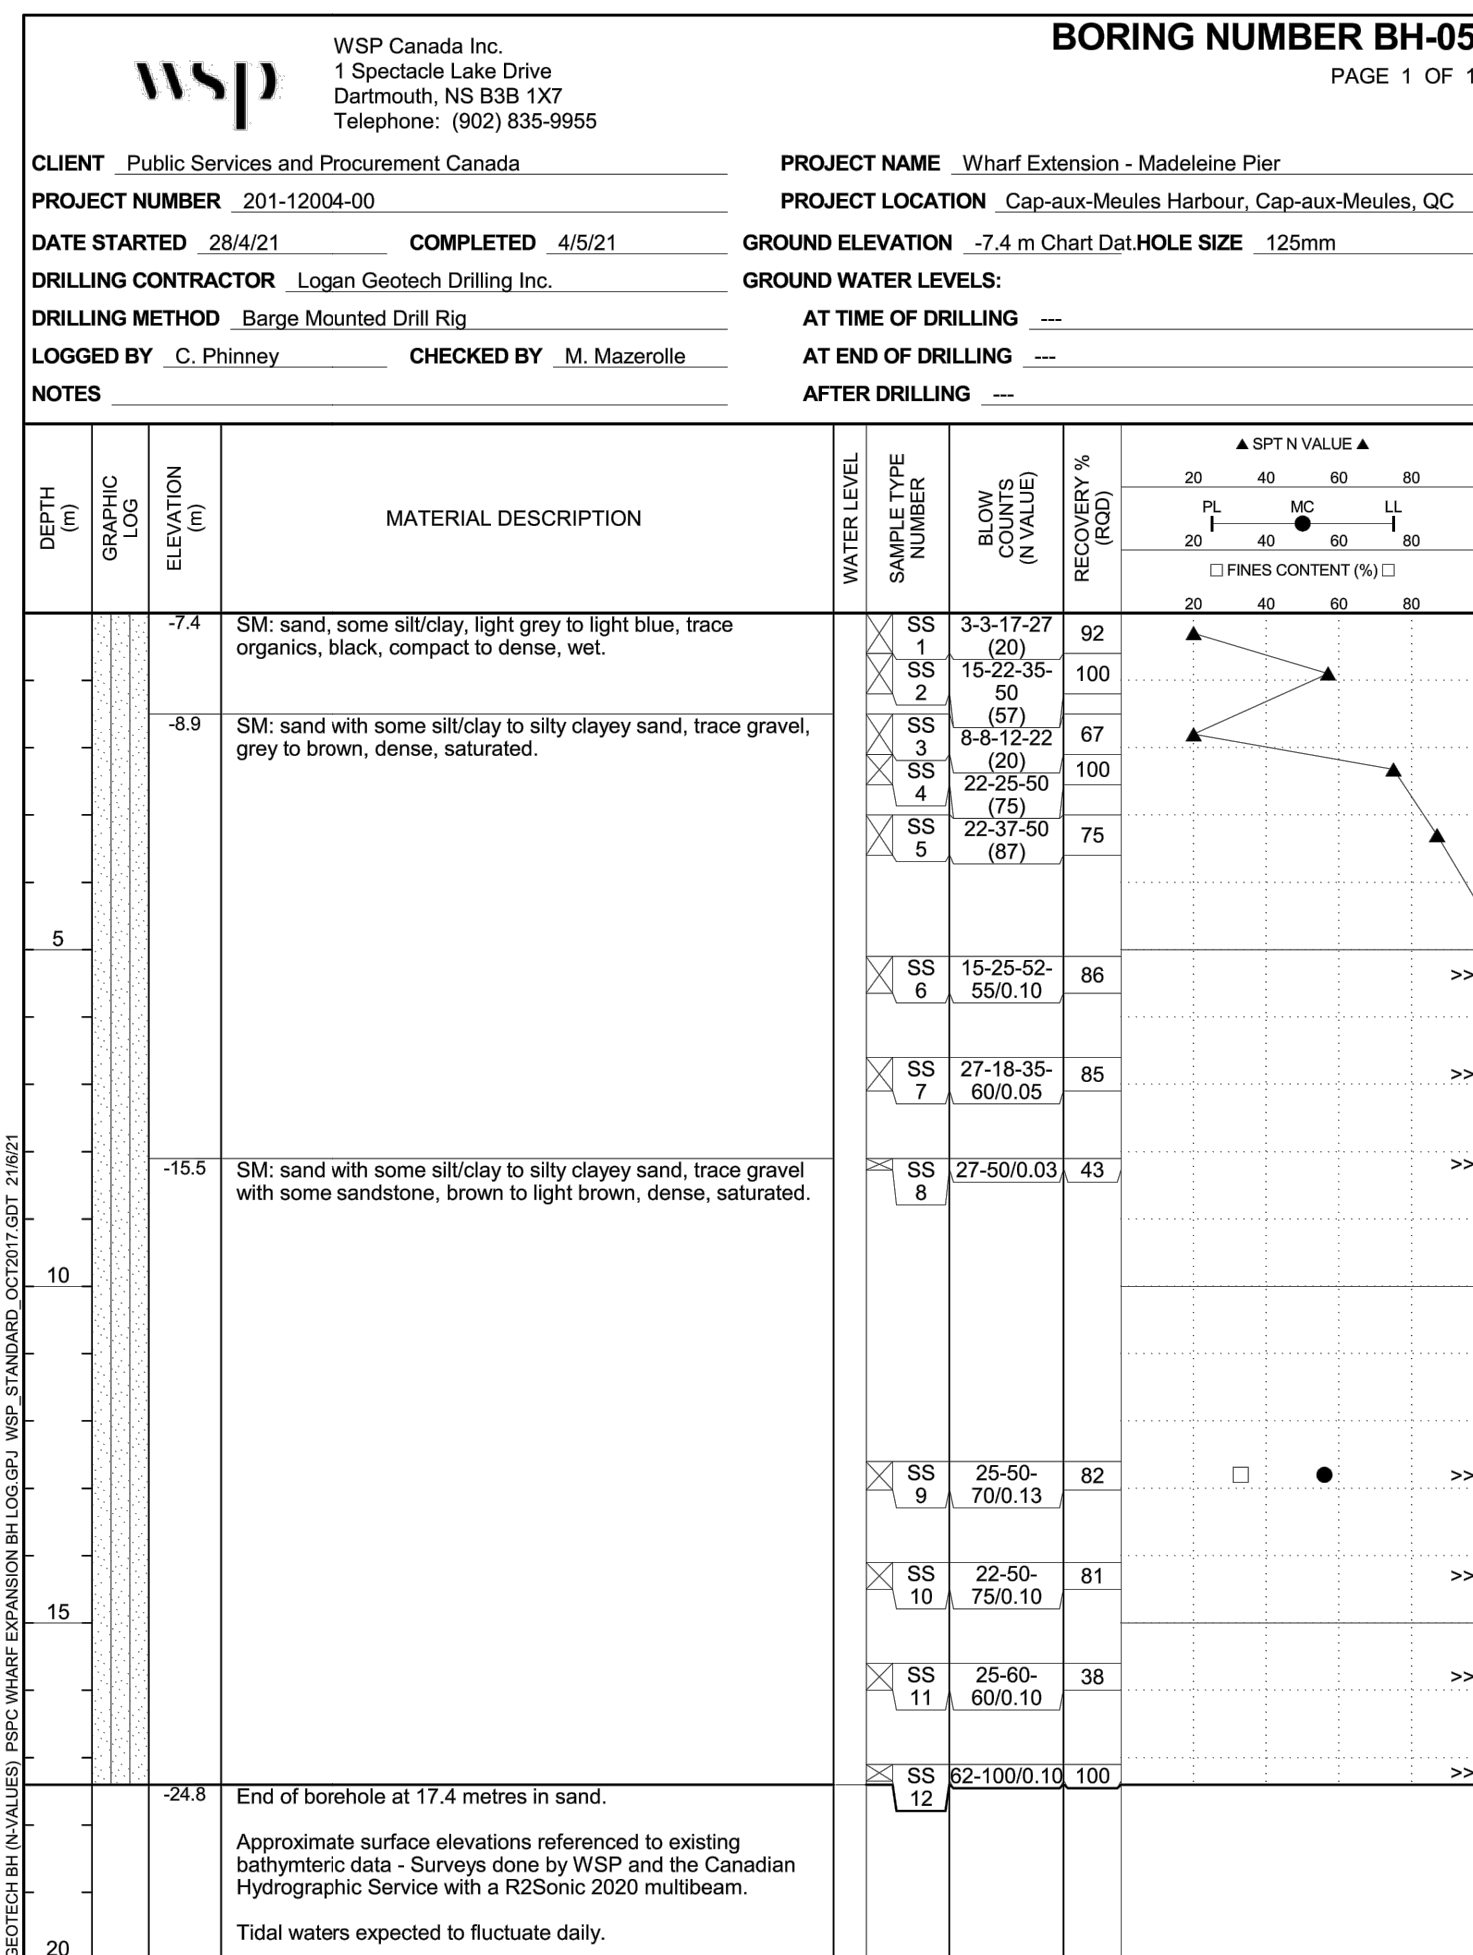 BORING NUMBER BH-05
PAGE 1 OF 1
wsp
WSP Canada Inc.
1 Spectacle Lake Drive
Dartmouth, NS B3B 1X7
Telephone: (902) 835-9955
CLIENT Public Services and Procurement Canada
PROJECT NAME Wharf Extension - Madeleine Pier
PROJECT NUMBER 201-12004-00
PROJECT LOCATION Cap-aux-Meules Harbour, Cap-aux-Meules, QC
DATE STARTED 28/4/21 COMPLETED 4/5/21
GROUND ELEVATION -7.4 m Chart Dat. HOLE SIZE 125mm
DRILLING CONTRACTOR Logan Geotech Drilling Inc.
GROUND WATER LEVELS:
DRILLING METHOD Barge Mounted Drill Rig
AT TIME OF DRILLING ---
LOGGED BY C. Phinney CHECKED BY M. Mazerolle
AT END OF DRILLING ---
NOTES
AFTER DRILLING ---
DEPTH
(m)
GRAPHIC
LOG
ELEVATION
(m)
MATERIAL DESCRIPTION
WATER LEVEL
SAMPLE TYPE
NUMBER
BLOW
COUNTS
(N VALUE)
RECOVERY %
(RQD)
▲ SPT N VALUE ▲
20 40 60 80
PL MC LL
20 40 60 80
□ FINES CONTENT (%) □
20 40 60 80
-7.4
SM: sand, some silt/clay, light grey to light blue, trace
organics, black, compact to dense, wet.
SS
1
3-3-17-27
(20)
92
SS
2
15-22-35-
50
(57)
100
-8.9
SM: sand with some silt/clay to silty clayey sand, trace gravel,
grey to brown, dense, saturated.
SS
3
8-8-12-22
(20)
67
SS
4
22-25-50
(75)
100
SS
5
22-37-50
(87)
75
5
SS
6
15-25-52-
55/0.10
86
>>
SS
7
27-18-35-
60/0.05
85
>>
-15.5
SM: sand with some silt/clay to silty clayey sand, trace gravel
with some sandstone, brown to light brown, dense, saturated.
SS
8
27-50/0.03
43
>>
10
SS
9
25-50-
70/0.13
82
>>
SS
10
22-50-
75/0.10
81
>>
15
SS
11
25-60-
60/0.10
38
>>
SS
12
62-100/0.10
100
>>
-24.8
End of borehole at 17.4 metres in sand.
Approximate surface elevations referenced to existing
bathymteric data - Surveys done by WSP and the Canadian
Hydrographic Service with a R2Sonic 2020 multibeam.
Tidal waters expected to fluctuate daily.
20
GEOTECH BH (N-VALUES) PSPC WHARF EXPANSION BH LOG.GPJ WSP_STANDARD_OCT2017.GDT 21/6/21